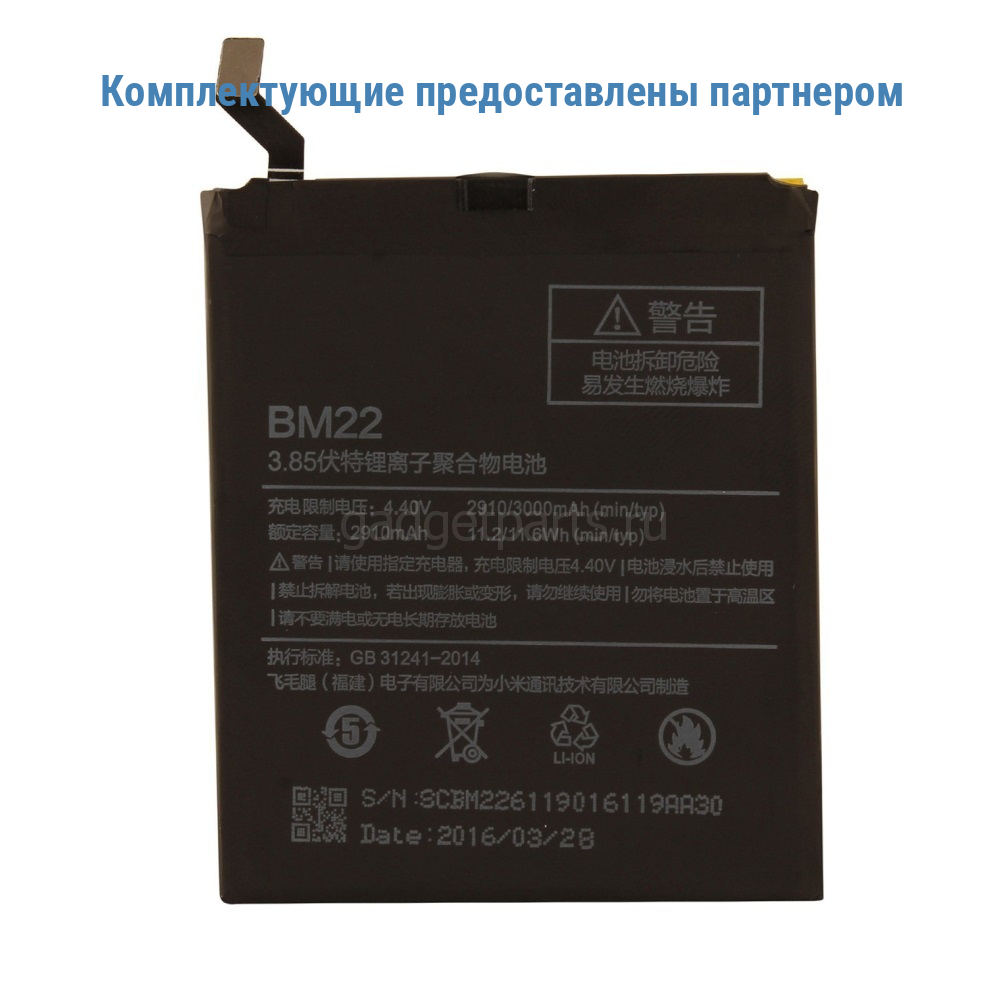 Комплектующие предоставлены партнером
警告
电池拆卸危险
易发生燃烧爆炸
BM22
3.85伏特锂离子聚合物电池
充电限制电压: 4.40V 2910/3000mAh (min/typ)
额定容量: 2910mAh 11.2/11.6Wh (min/typ)
gadgetparts.ru
警告 | 请使用指定充电器，充电限制电压4.40V | 电池浸水后禁止使用
| 禁止拆解电池，若出现膨胀或变形，请勿继续使用 | 勿将电池置于高温区
| 请不要满电或无电长期存放电池
执行标准: GB 31241-2014
飞毛腿（福建）电子有限公司为小米通讯技术有限公司制造
5
LI-ION
S/N:SCBM226119016119AA30
Date:2016/03/28